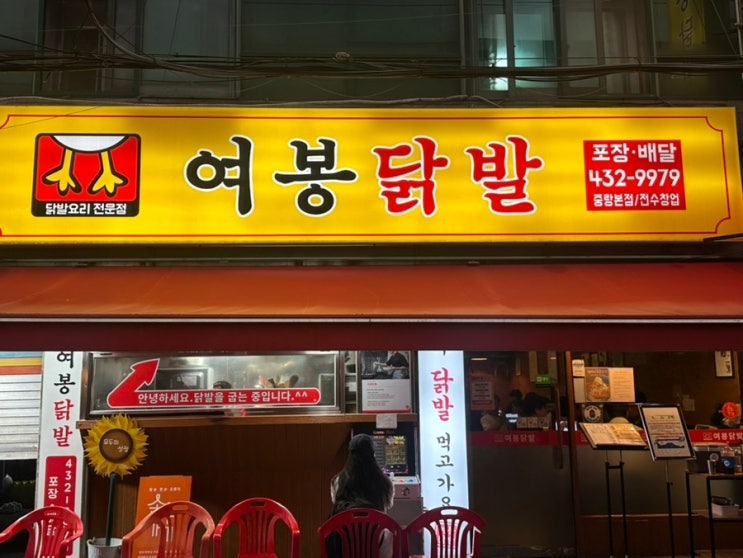 여봉닭발
닭발요리 전문점
포장·배달
432-9979
중랑본점/전수창업
안녕하세요.닭발을 굽는 중입니다.^^
여봉닭발
432-
포장
닭발 먹고 가요
여봉닭발